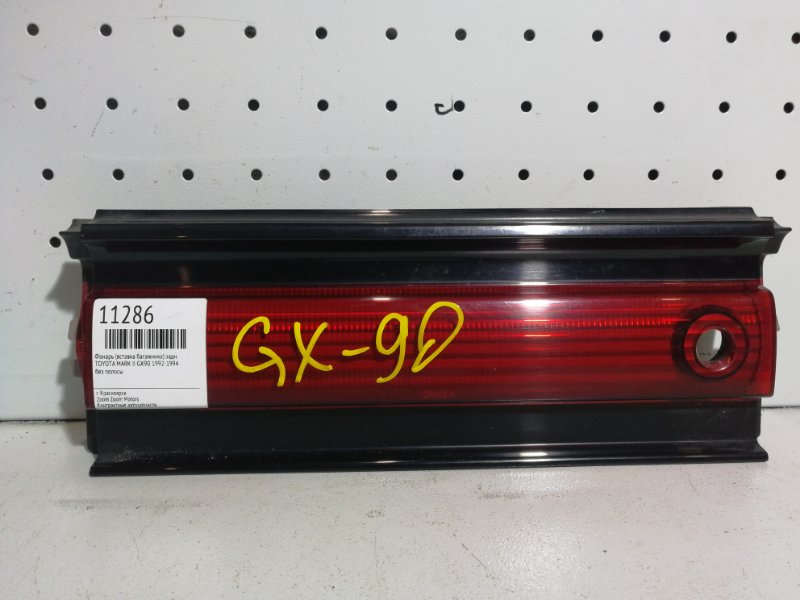 11286
Фонарь (вставка багажника) задн.
TOYOTA MARK II GX90 1992-1994
без полосы
г. Красноярск
Zoom Zoom Motors
Контрактные автозапчасти
GX-90